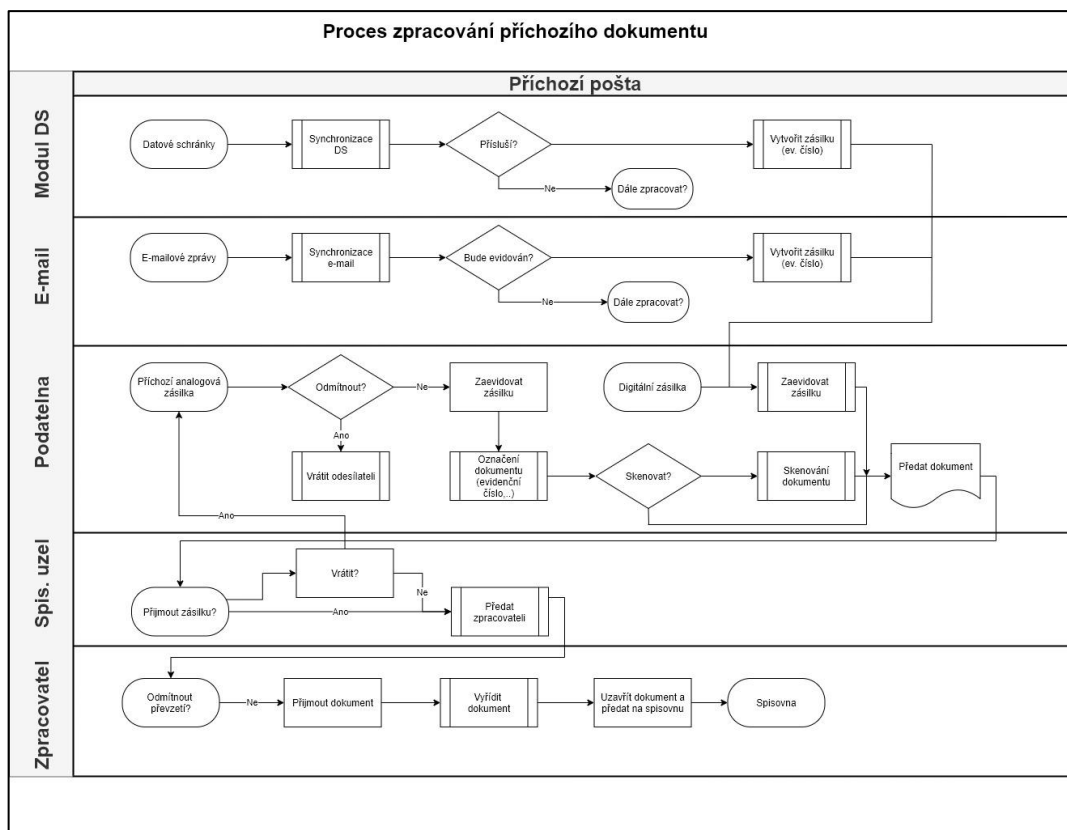 Proces zpracování příchozího dokumentu
Příchozí pošta
Modul DS
Datové schránky
Synchronizace
DS
Přísluší?
Vytvořit zásilku
(ev. číslo)
Ne
Dále zpracovat?
E-mail
E-mailové zprávy
Synchronizace
e-mail
Bude evidován?
Vytvořit zásilku
(ev. číslo)
Ne
Dále zpracovat?
Podatelna
Příchozí analogová
zásilka
Odmítnout?
Ne
Zaevidovat
zásilku
Digitální zásilka
Zaevidovat
zásilku
Ano
Vrátit odesílateli
Označení
dokumentu
(evidenční
číslo,..)
Skenovat?
Skenování
dokumentu
Předat dokument
Ano
Spis. uzel
Vrátit?
Ne
Přijmout zásilku?
Ano
Předat
zpracovateli
Zpracovatel
Odmítnout
převzetí?
Ne
Přijmout dokument
Vyřídit
dokument
Uzavřít dokument a
předat na spisovnu
Spisovna